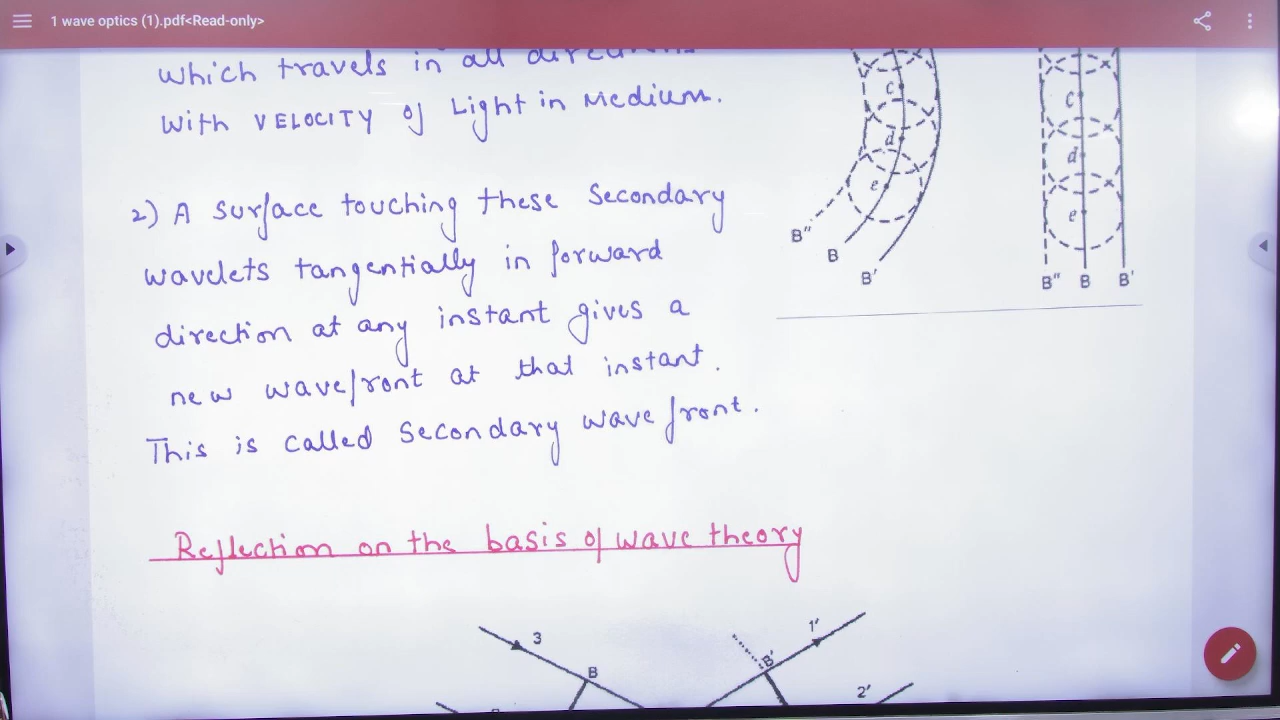 1 wave optics (1).pdf<Read-only>
which travels in all
with VELOCITY of Light in Medium.
2) A surface touching these Secondary
wavelets tangentially in forward
direction at any instant gives a
new wavefront at that instant.
This is called Secondary wavefront.
c
d
e
B"
B
B'
c
d
e
B" B B'
Reflection on the basis of wave theory
3
B
B'
1'
2'